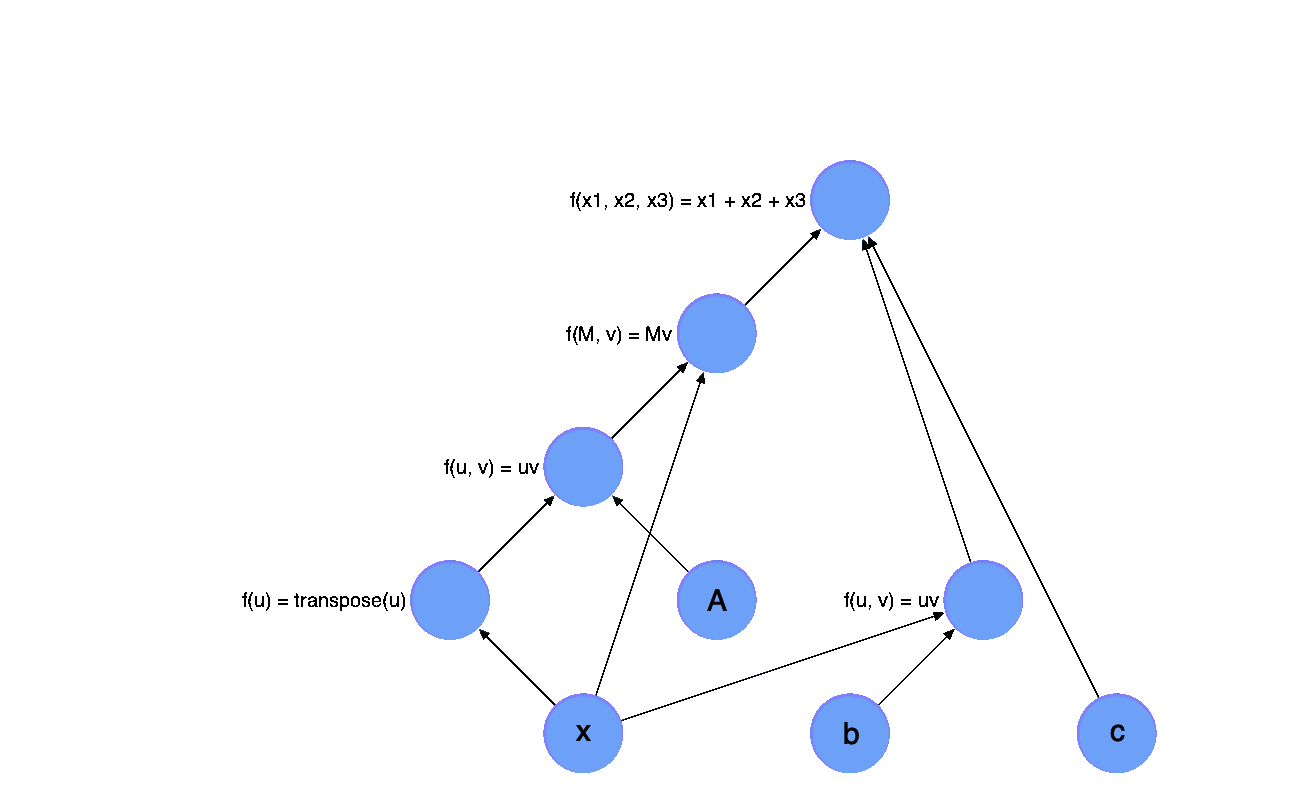 f(x1, x2, x3) = x1 + x2 + x3
f(M, v) = Mv
f(u, v) = uv
f(u) = transpose(u)
A
f(u, v) = uv
x
b
c